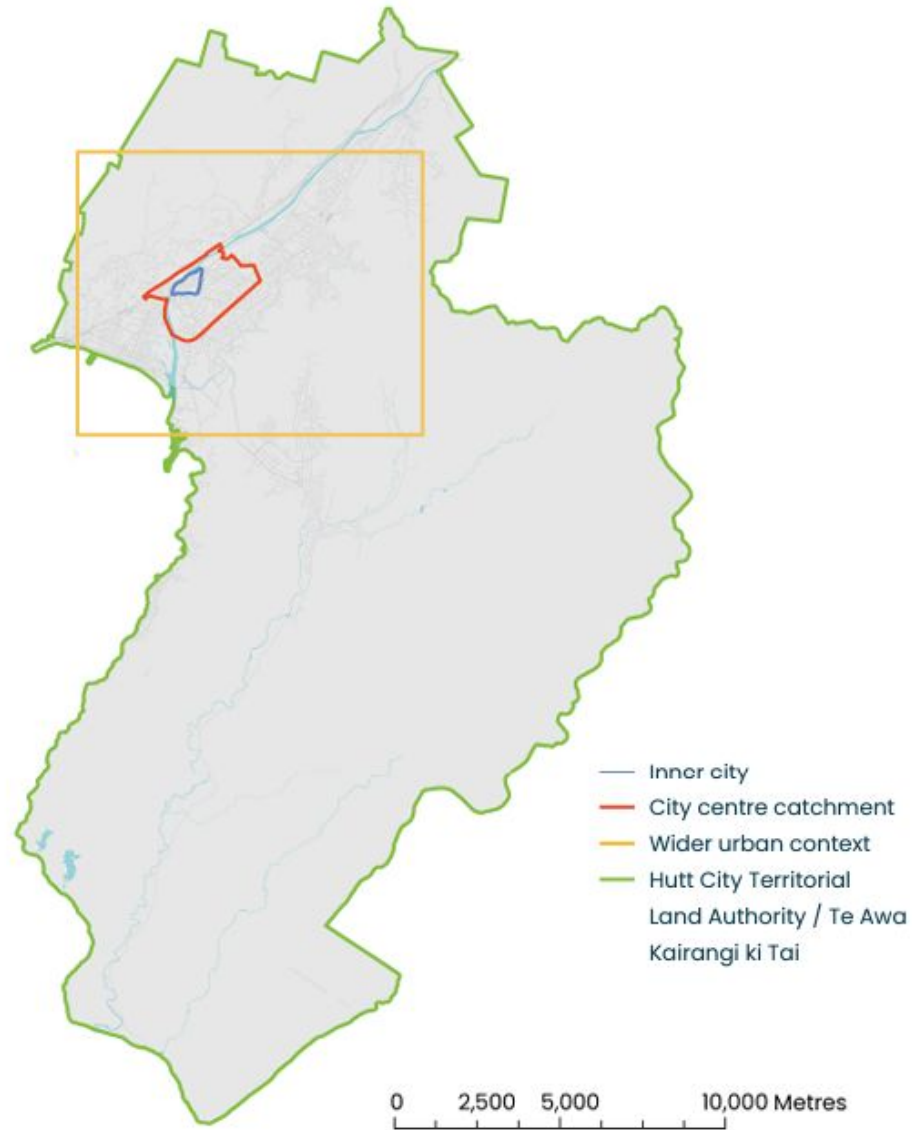 Inner city
City centre catchment
Wider urban context
Hutt City Territorial
Land Authority / Te Awa
Kairangi ki Tai
0 2,500 5,000 10,000 Metres